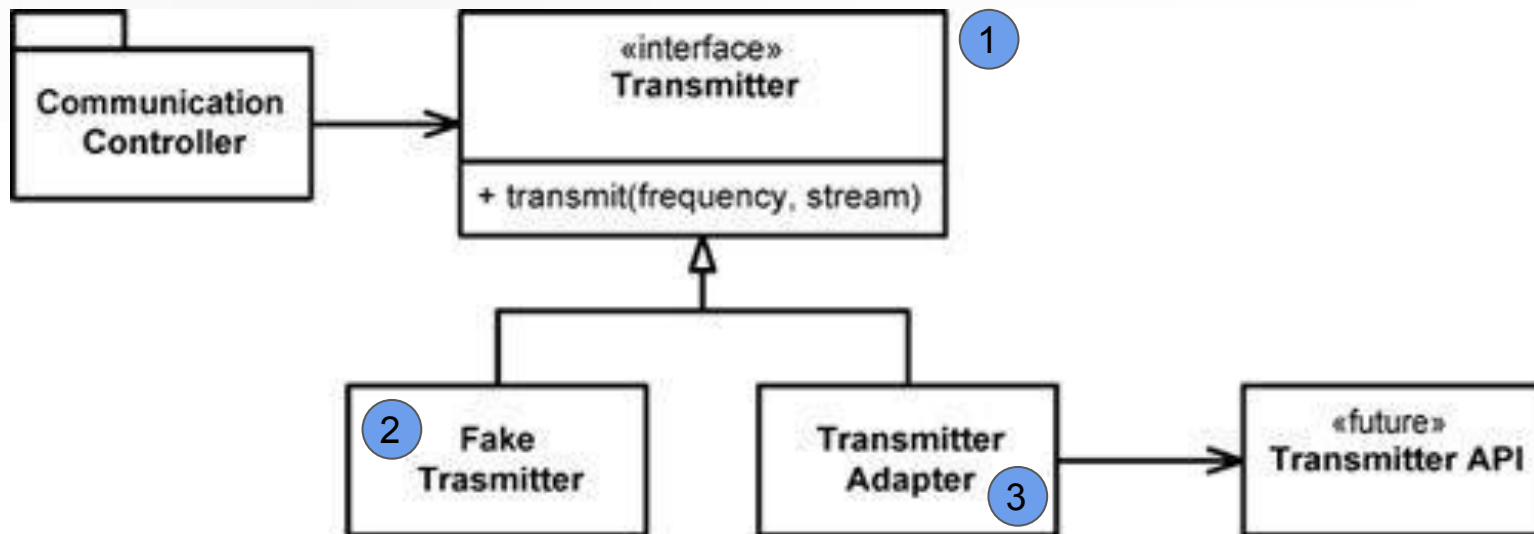 Communication
Controller
«interface»
Transmitter
+ transmit(frequency, stream)
1
2
Fake
Trasmitter
Transmitter
Adapter
3
«future»
Transmitter API